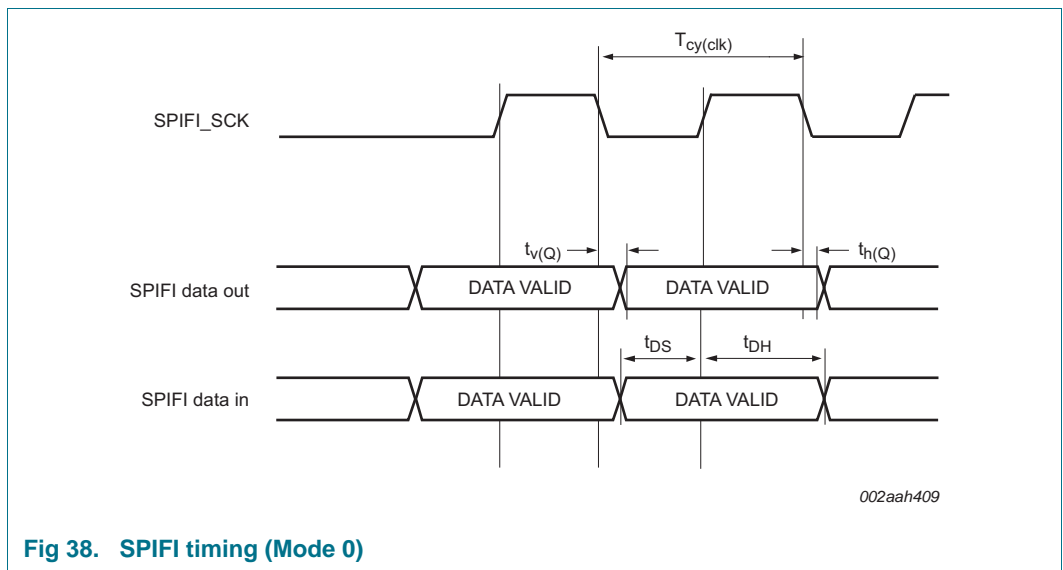 Tcy(clk)
SPIFI_SCK
tv(Q)
th(Q)
SPIFI data out
DATA VALID
DATA VALID
tDS
tDH
SPIFI data in
DATA VALID
DATA VALID
002aah409
Fig 38. SPIFI timing (Mode 0)